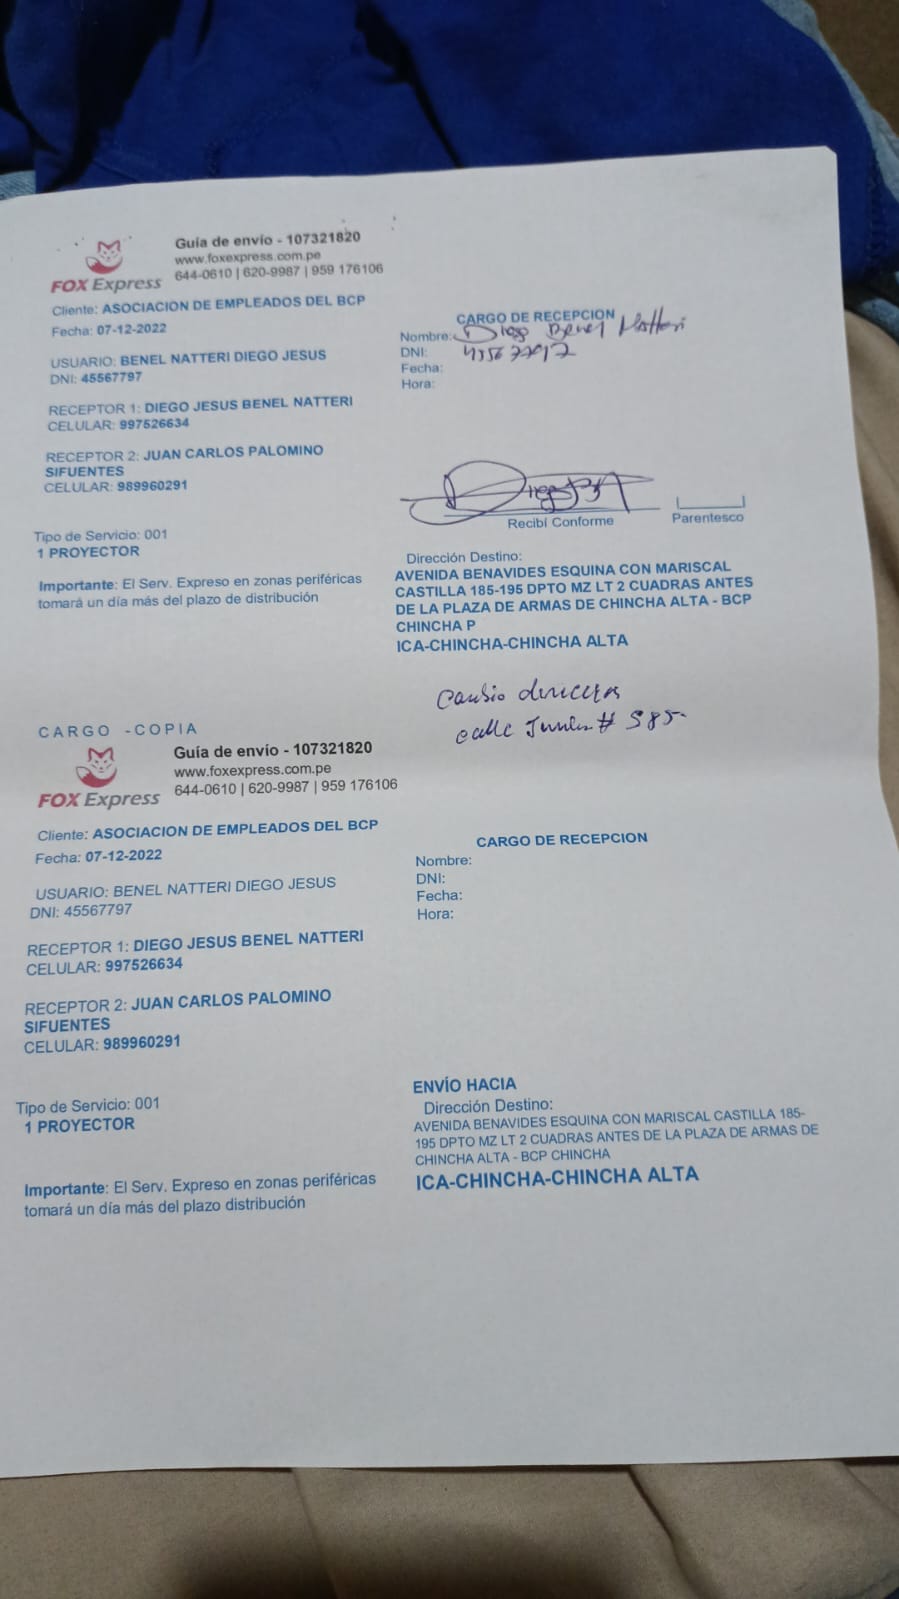 Guía de envío - 107321820
www.foxexpress.com.pe
644-0610 | 620-9987 | 959 176106
FOX Express
Cliente: ASOCIACION DE EMPLEADOS DEL BCP
Fecha: 07-12-2022
USUARIO: BENEL NATTERI DIEGO JESUS
DNI: 45567797
RECEPTOR 1: DIEGO JESUS BENEL NATTERI
CELULAR: 997526634
RECEPTOR 2: JUAN CARLOS PALOMINO
SIFUENTES
CELULAR: 989960291
Tipo de Servicio: 001
1 PROYECTOR
Importante: El Serv. Expreso en zonas periféricas
tomará un día más del plazo de distribución
CARGO DE RECEPCION
Nombre: Diego Benel Natteri
DNI: 45567797
Fecha:
Hora:
Recibí Conforme
Parentesco
Dirección Destino:
AVENIDA BENAVIDES ESQUINA CON MARISCAL
CASTILLA 185-195 DPTO MZ LT 2 CUADRAS ANTES
DE LA PLAZA DE ARMAS DE CHINCHA ALTA - BCP
CHINCHA P
ICA-CHINCHA-CHINCHA ALTA
cambio
calle # 585
CARGO -COPIA
Guía de envío - 107321820
www.foxexpress.com.pe
644-0610 | 620-9987 | 959 176106
FOX Express
Cliente: ASOCIACION DE EMPLEADOS DEL BCP
Fecha: 07-12-2022
USUARIO: BENEL NATTERI DIEGO JESUS
DNI: 45567797
RECEPTOR 1: DIEGO JESUS BENEL NATTERI
CELULAR: 997526634
RECEPTOR 2: JUAN CARLOS PALOMINO
SIFUENTES
CELULAR: 989960291
Tipo de Servicio: 001
1 PROYECTOR
Importante: El Serv. Expreso en zonas periféricas
tomará un día más del plazo distribución
CARGO DE RECEPCION
Nombre:
DNI:
Fecha:
Hora:
ENVÍO HACIA
Dirección Destino:
AVENIDA BENAVIDES ESQUINA CON MARISCAL CASTILLA 185-
195 DPTO MZ LT 2 CUADRAS ANTES DE LA PLAZA DE ARMAS DE
CHINCHA ALTA - BCP CHINCHA
ICA-CHINCHA-CHINCHA ALTA